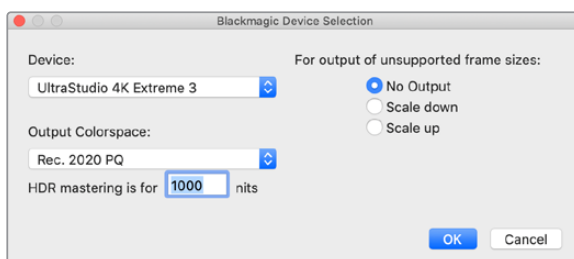 Blackmagic Device Selection
Device:
UltraStudio 4K Extreme 3
Output Colorspace:
Rec. 2020 PQ
HDR mastering is for 1000 nits
For output of unsupported frame sizes:
No Output
Scale down
Scale up
OK Cancel